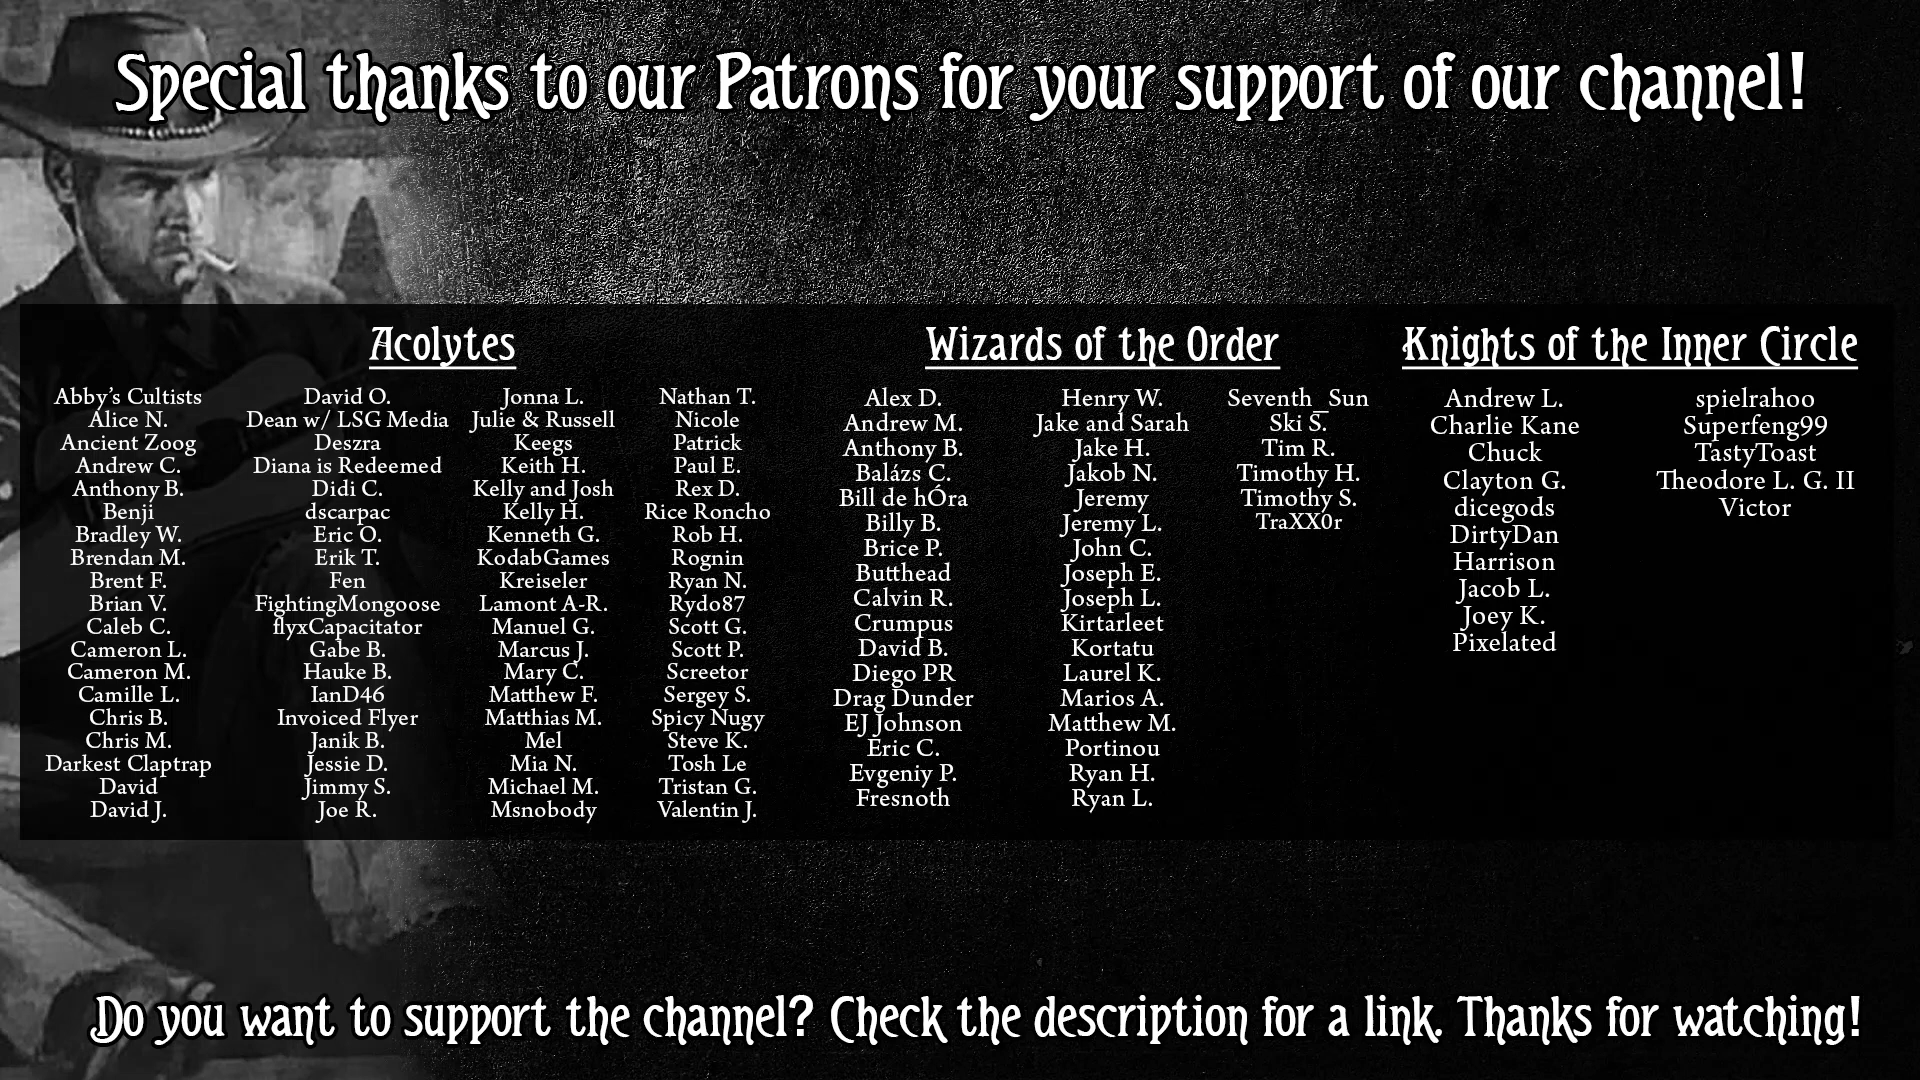 Special thanks to our Patrons for your support of our channel!
Acolytes
Abby's Cultists
Alice N.
Ancient Zoog
Andrew C.
Anthony B.
Benji
Bradley W.
Brendan M.
Brent F.
Brian V.
Caleb C.
Cameron L.
Cameron M.
Camille L.
Chris B.
Chris M.
Darkest Claptrap
David
David J.
David O.
Dean w/ LSG Media
Deszra
Diana is Redeemed
Didi C.
dscarpac
Eric O.
Erik T.
Fen
FightingMongoose
flyxCapacitator
Gabe B.
Hauke B.
IanD46
Invoiced Flyer
Janik B.
Jessie D.
Jimmy S.
Joe R.
Jonna L.
Julie & Russell
Keegs
Keith H.
Kelly and Josh
Kelly H.
Kenneth G.
KodabGames
Kreiseler
Lamont A-R.
Manuel G.
Marcus J.
Mary C.
Matthew F.
Matthias M.
Mel
Mia N.
Michael M.
Msnobody
Nathan T.
Nicole
Patrick
Paul E.
Rex D.
Rice Roncho
Rob H.
Rognin
Ryan N.
Rydo87
Scott G.
Scott P.
Screetor
Sergey S.
Spicy Nugy
Steve K.
Tosh Le
Tristan G.
Valentin J.
Wizards of the Order
Alex D.
Andrew M.
Anthony B.
Balázs C.
Bill de hÓra
Billy B.
Brice P.
Butthead
Calvin R.
Crumpus
David B.
Diego PR
Drag Dunder
EJ Johnson
Eric C.
Evgeniy P.
Fresnoth
Henry W.
Jake and Sarah
Jake H.
Jakob N.
Jeremy
Jeremy L.
John C.
Joseph E.
Joseph L.
Kirtarleet
Kortatu
Laurel K.
Marios A.
Matthew M.
Portinou
Ryan H.
Ryan L.
Seventh_Sun
Ski S.
Tim R.
Timothy H.
Timothy S.
TraXX0r
Knights of the Inner Circle
Andrew L.
Charlie Kane
Chuck
Clayton G.
dicegods
DirtyDan
Harrison
Jacob L.
Joey K.
Pixelated
spielrahoo
Superfeng99
TastyToast
Theodore L. G. II
Victor
Do you want to support the channel? Check the description for a link. Thanks for watching!